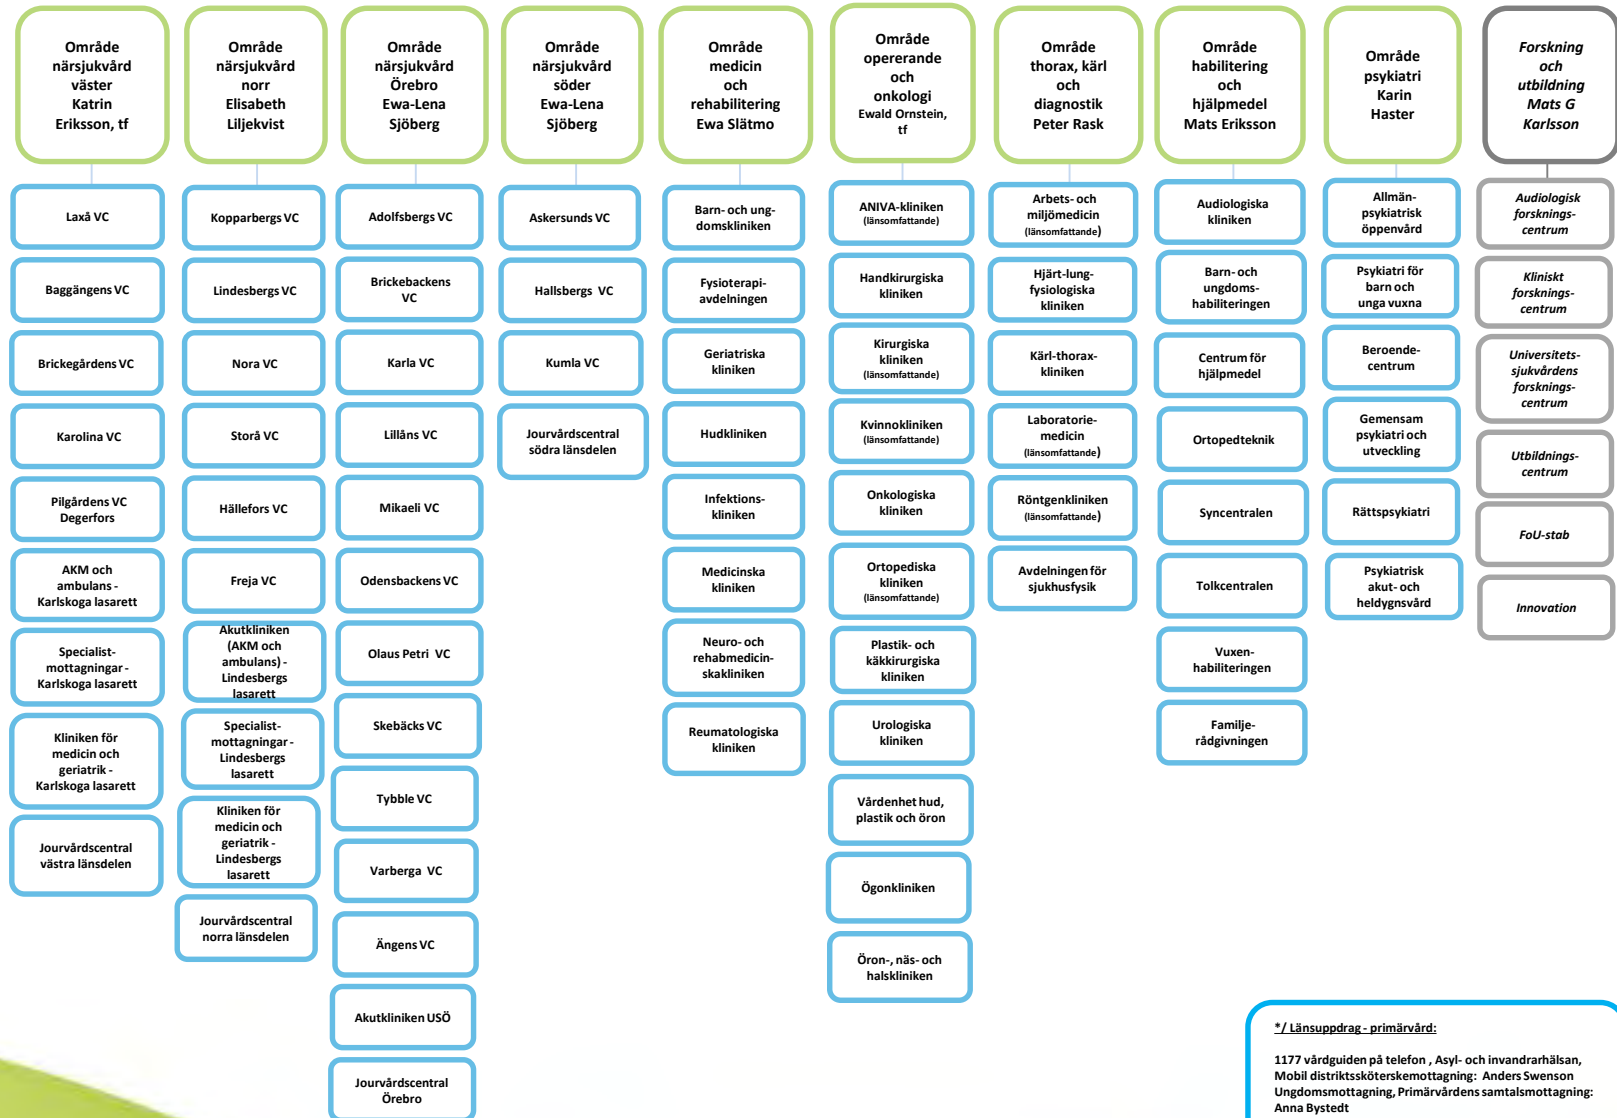 Område
närsjukvård
väster
Katrin
Eriksson, tf
Laxå VC
Baggängens VC
Brickegårdens VC
Karolina VC
Pilgårdens VC
Degerfors
AKM och
ambulans -
Karlskoga lasarett
Specialist-
mottagningar -
Karlskoga lasarett
Kliniken för
medicin och
geriatrik -
Karlskoga lasarett
Jourvårdscentral
västra länsdelen
Område
närsjukvård
norr
Elisabeth
Liljekvist
Kopparbergs VC
Lindesbergs VC
Nora VC
Storå VC
Hällefors VC
Freja VC
Akutkliniken
(AKM och
ambulans) -
Lindesbergs
lasarett
Specialist-
mottagningar -
Lindesbergs
lasarett
Kliniken för
medicin och
geriatrik -
Lindesbergs
lasarett
Jourvårdscentral
norra länsdelen
Område
närsjukvård
Örebro
Ewa-Lena
Sjöberg
Adolfsbergs VC
Brickebackens
VC
Karla VC
Lillåns VC
Mikaeli VC
Odensbackens VC
Olaus Petri VC
Skebäcks VC
Tybble VC
Varberga VC
Ängens VC
Akutkliniken USÖ
Jourvårdscentral
Örebro
Område
närsjukvård
söder
Ewa-Lena
Sjöberg
Askersunds VC
Hallsbergs VC
Kumla VC
Jourvårdscentral
södra länsdelen
Område
medicin
och
rehabilitering
Ewa Slätmo
Barn- och ung-
domskliniken
Fysioterapi-
avdelningen
Geriatriska
kliniken
Hudkliniken
Infektions-
kliniken
Medicinska
kliniken
Neuro- och
rehabmedicin-
skakliniken
Reumatologiska
kliniken
Område
opererande
och
onkologi
Ewald Ornstein,
tf
ANIVA-kliniken
(länsomfattande)
Handkirurgiska
kliniken
Kirurgiska
kliniken
(länsomfattande)
Kvinnokliniken
(länsomfattande)
Onkologiska
kliniken
Ortopediska
kliniken
(länsomfattande)
Plastik- och
käkkirurgiska
kliniken
Urologiska
kliniken
Vårdenhet hud,
plastik och öron
Ögonkliniken
Öron-, näs- och
halskliniken
Område
thorax, kärl
och
diagnostik
Peter Rask
Arbets- och
miljömedicin
(länsomfattande)
Hjärt-lung-
fysiologiska
kliniken
Kärl-thorax-
kliniken
Laboratorie-
medicin
(länsomfattande)
Röntgenkliniken
(länsomfattande)
Avdelningen för
sjukhusfysik
Område
habilitering
och
hjälpmedel
Mats Eriksson
Audiologiska
kliniken
Barn- och
ungdoms-
habiliteringen
Centrum för
hjälpmedel
Ortopedteknik
Syncentralen
Tolkcentralen
Vuxen-
habiliteringen
Familje-
rådgivningen
Område
psykiatri
Karin
Haster
Allmän-
psykiatrisk
öppenvård
Psykiatri för
barn och
unga vuxna
Beroende-
centrum
Gemensam
psykiatri och
utveckling
Rättspsykiatri
Psykiatrisk
akut- och
heldygnsvård
Forskning
och
utbildning
Mats G
Karlsson
Audiologisk
forsknings-
centrum
Kliniskt
forsknings-
centrum
Universitets-
sjukvårdens
forsknings-
centrum
Utbildnings-
centrum
FoU-stab
Innovation
*/ Länsuppdrag - primärvård:
1177 vårdguiden på telefon , Asyl- och invandrarhälsan,
Mobil distriktssköterskemottagning: Anders Swenson
Ungdomsmottagning, Primärvårdens samtalsmottagning:
Anna Bystedt